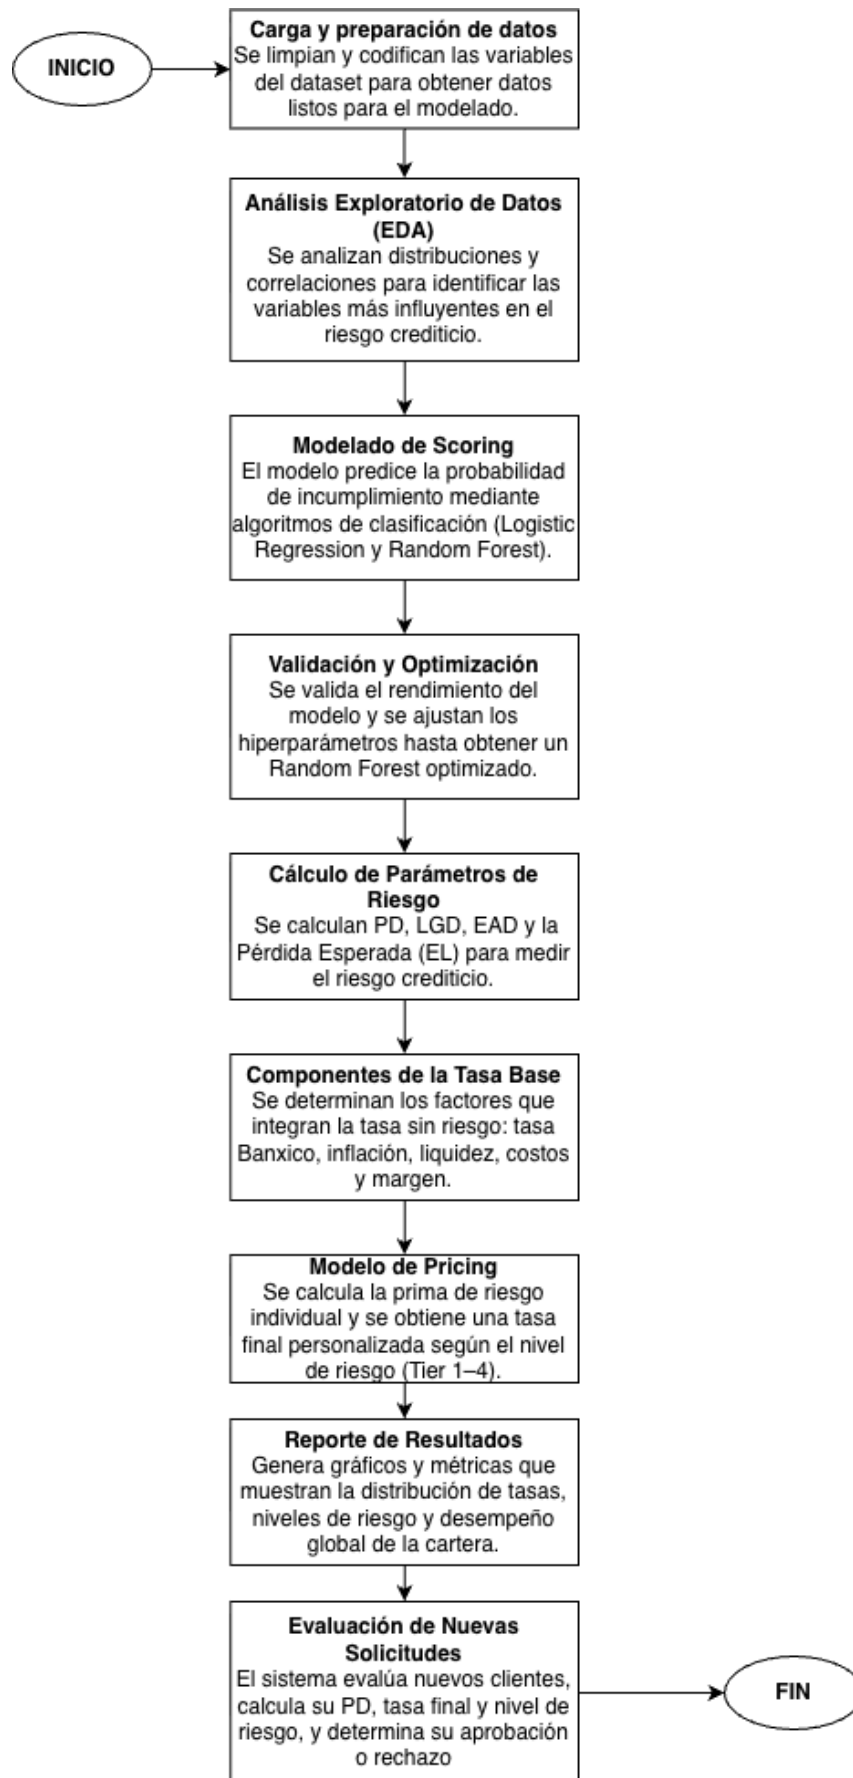 INICIO
Carga y preparación de datos
Se limpian y codifican las variables
del dataset para obtener datos
listos para el modelado.
Análisis Exploratorio de Datos
(EDA)
Se analizan distribuciones y
correlaciones para identificar las
variables más influyentes en el
riesgo crediticio.
Modelado de Scoring
El modelo predice la probabilidad
de incumplimiento mediante
algoritmos de clasificación (Logistic
Regression y Random Forest).
Validación y Optimización
Se valida el rendimiento del
modelo y se ajustan los
hiperparámetros hasta obtener un
Random Forest optimizado.
Cálculo de Parámetros de
Riesgo
Se calculan PD, LGD, EAD y la
Pérdida Esperada (EL) para medir
el riesgo crediticio.
Componentes de la Tasa Base
Se determinan los factores que
integran la tasa sin riesgo: tasa
Banxico, inflación, liquidez, costos
y margen.
Modelo de Pricing
Se calcula la prima de riesgo
individual y se obtiene una tasa
final personalizada según el nivel
de riesgo (Tier 1–4).
Reporte de Resultados
Genera gráficos y métricas que
muestran la distribución de tasas,
niveles de riesgo y desempeño
global de la cartera.
Evaluación de Nuevas
Solicitudes
El sistema evalúa nuevos clientes,
calcula su PD, tasa final y nivel de
riesgo, y determina su aprobación
o rechazo
FIN